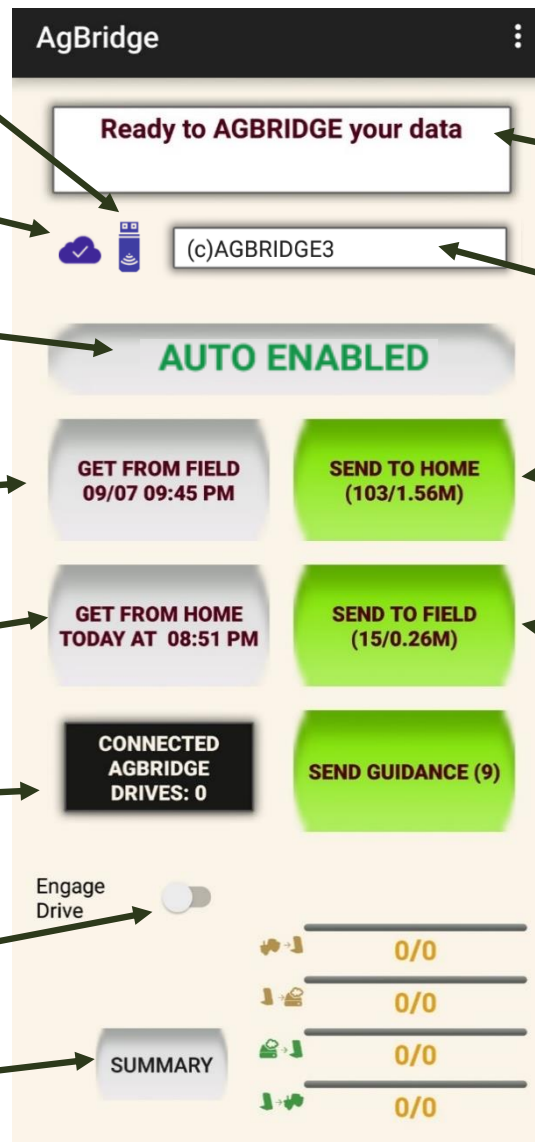 AgBridge
Ready to AGBRIDGE your data
(c)AGBRIDGE3
AUTO ENABLED
GET FROM FIELD
09/07 09:45 PM
SEND TO HOME
(103/1.56M)
GET FROM HOME
TODAY AT 08:51 PM
SEND TO FIELD
(15/0.26M)
CONNECTED
AGBRIDGE
DRIVES: 0
SEND GUIDANCE (9)
Engage
Drive
0/0
0/0
0/0
SUMMARY
0/0